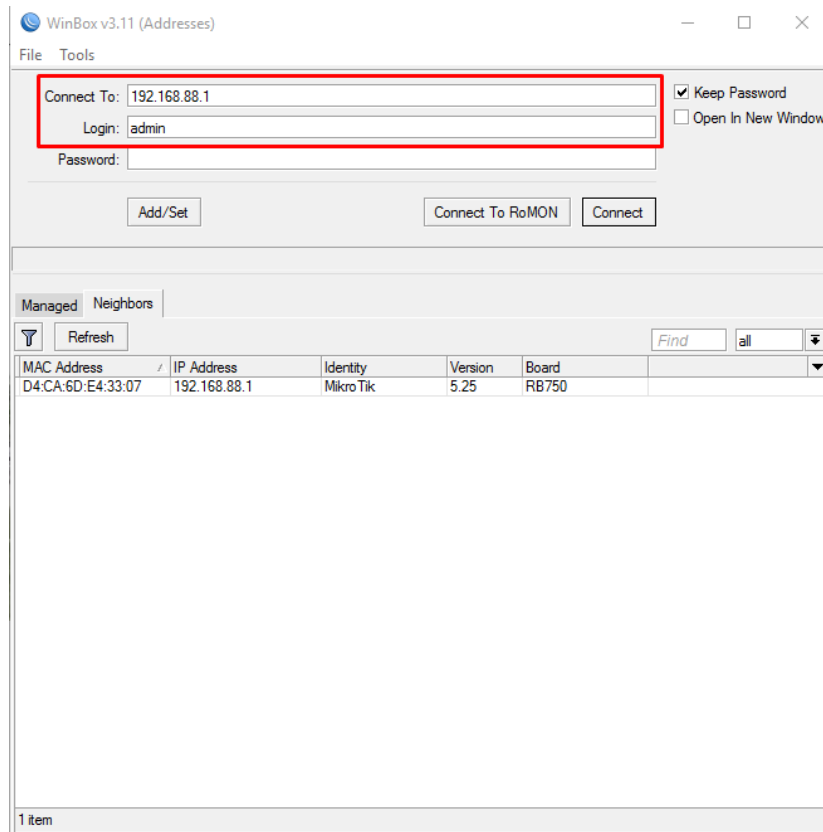 WinBox v3.11 (Addresses)
File Tools
Connect To: 192.168.88.1
Keep Password
Login: admin
Open In New Window
Password:
Add/Set Connect To RoMON Connect
Managed Neighbors
Refresh Find all
MAC Address IP Address Identity Version Board
D4:CA:6D:E4:33:07 192.168.88.1 MikroTik 5.25 RB750
1 item